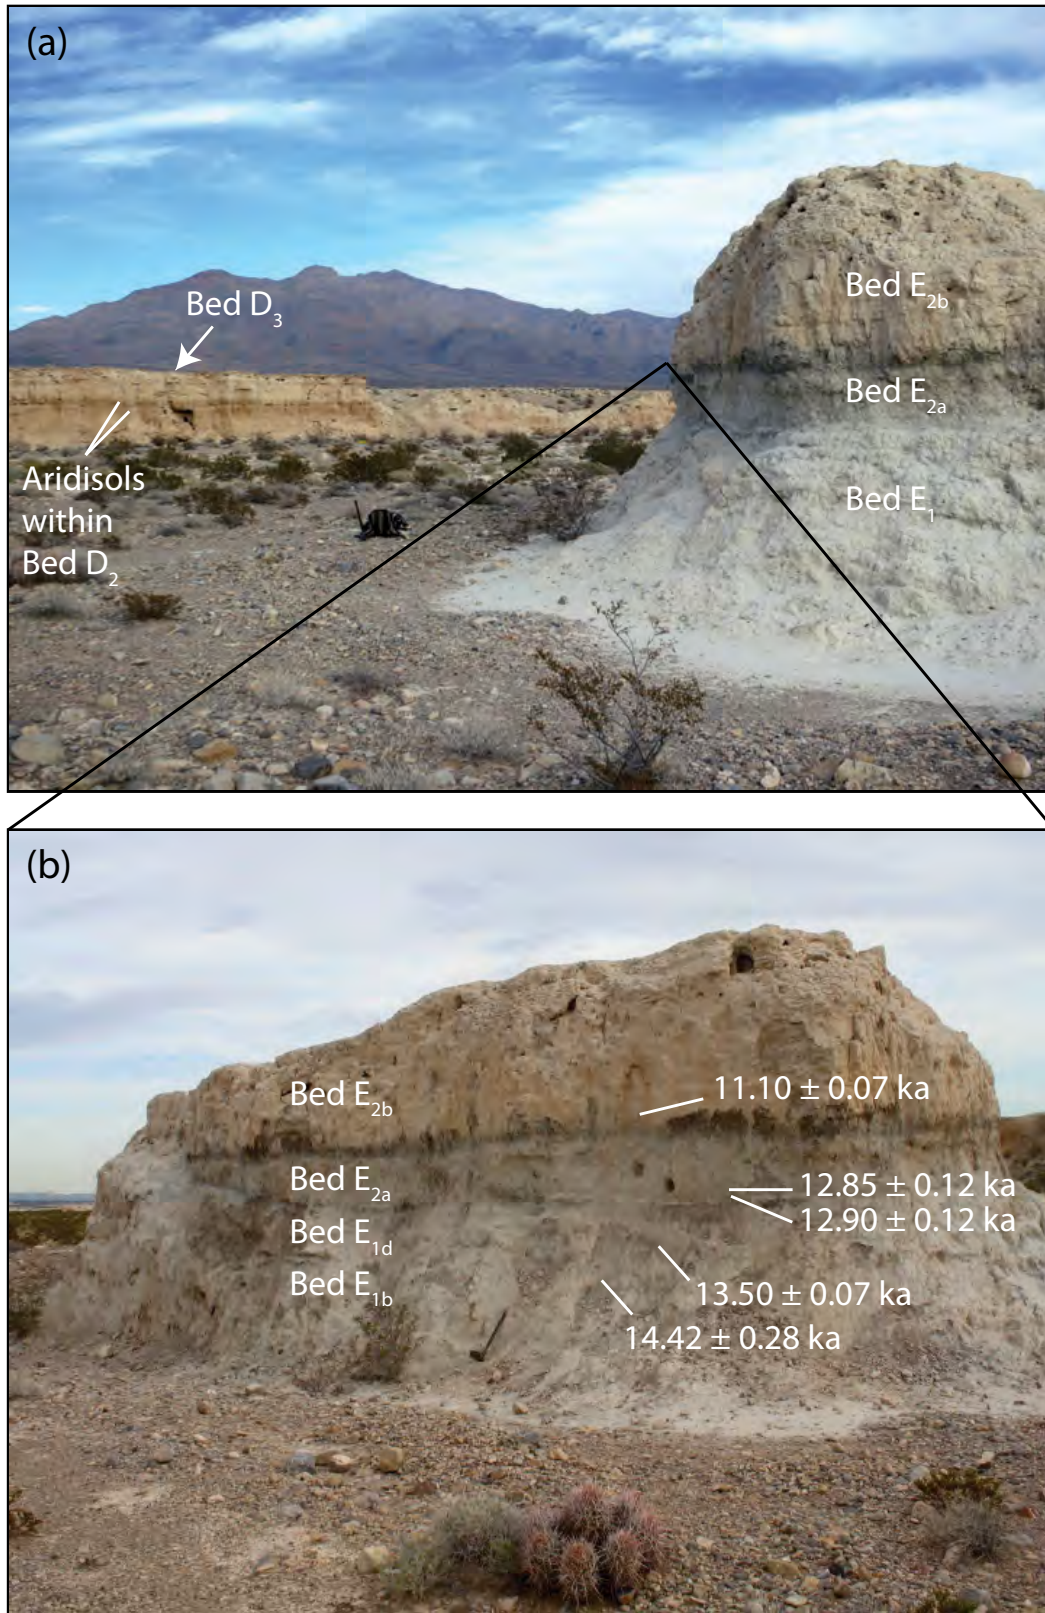 (a)
Bed E2b
Bed D3
Bed E2a
Aridisols
within
Bed D2
Bed E1
(b)
Bed E2b
11.10 ± 0.07 ka
Bed E2a
12.85 ± 0.12 ka
12.90 ± 0.12 ka
Bed E1d
Bed E1b
13.50 ± 0.07 ka
14.42 ± 0.28 ka